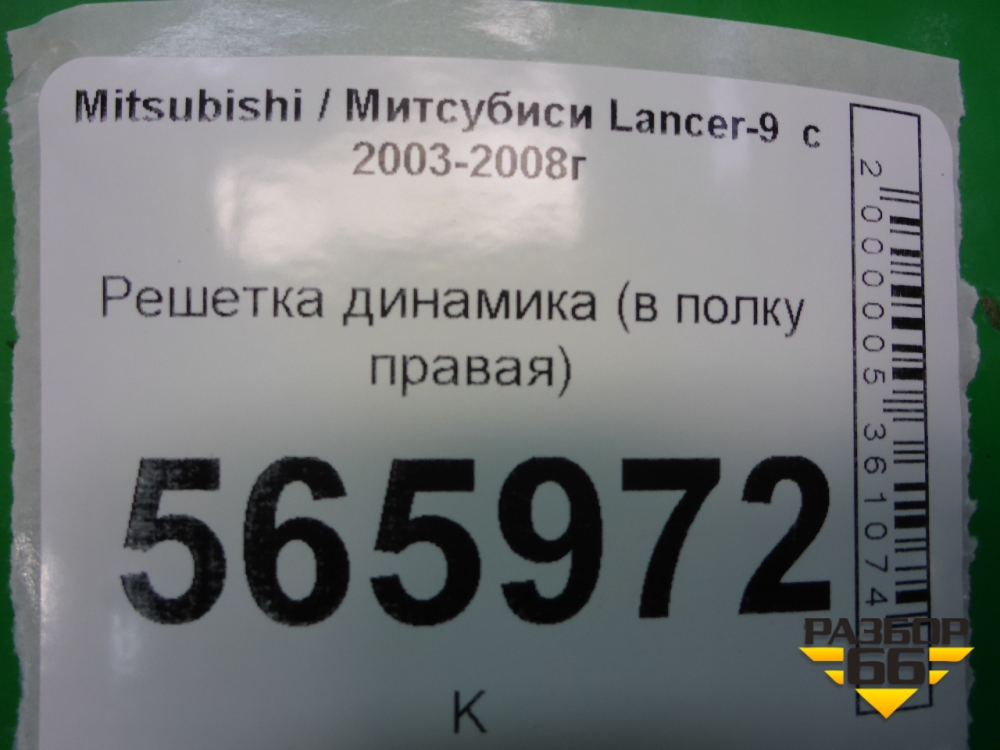 Mitsubishi / Митсубиси Lancer-9 с
2003-2008г
Решетка динамика (в полку
правая)
565972
К
2000005361074
РАЗБОР
66